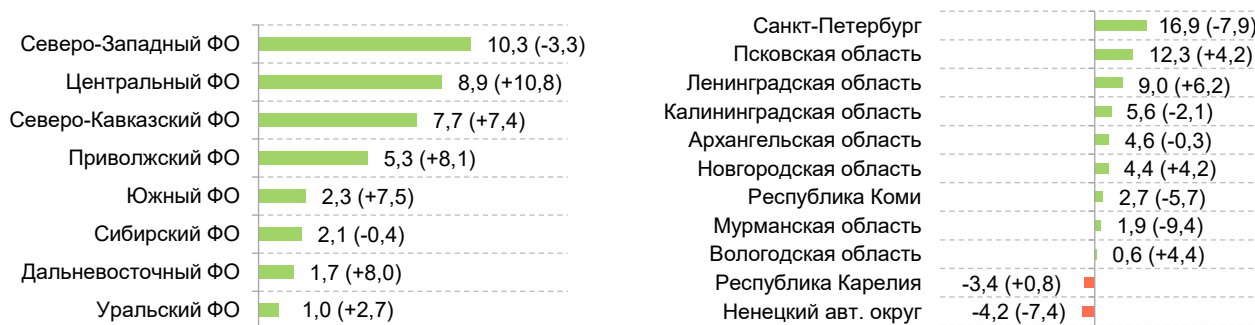 Северо-Западный ФО 10,3 (-3,3)
Центральный ФО 8,9 (+10,8)
Северо-Кавказский ФО 7,7 (+7,4)
Приволжский ФО 5,3 (+8,1)
Южный ФО 2,3 (+7,5)
Сибирский ФО 2,1 (-0,4)
Дальневосточный ФО 1,7 (+8,0)
Уральский ФО 1,0 (+2,7)
Санкт-Петербург 16,9 (-7,9)
Псковская область 12,3 (+4,2)
Ленинградская область 9,0 (+6,2)
Калининградская область 5,6 (-2,1)
Архангельская область 4,6 (-0,3)
Новгородская область 4,4 (+4,2)
Республика Коми 2,7 (-5,7)
Мурманская область 1,9 (-9,4)
Вологодская область 0,6 (+4,4)
Республика Карелия -3,4 (+0,8)
Ненецкий авт. округ -4,2 (-7,4)